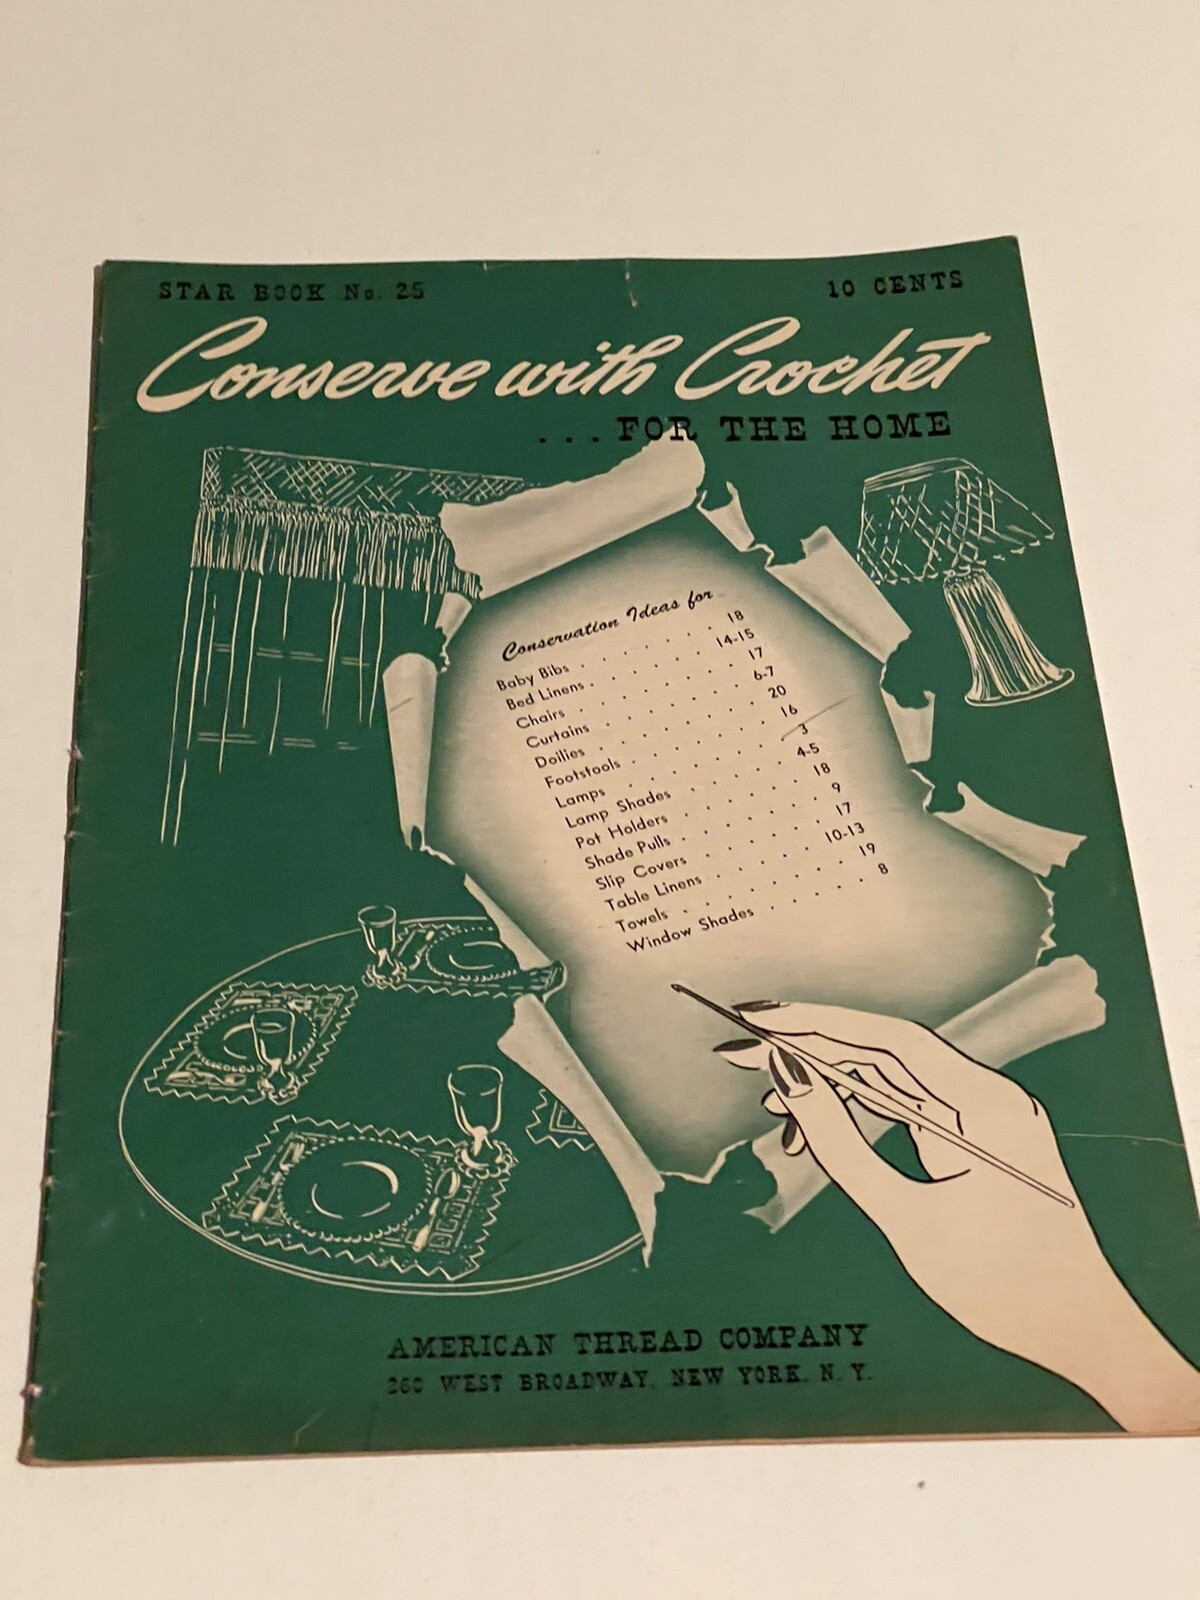 STAR BOOK No. 25
10 CENTS
Conserve with Crochet
...FOR THE HOME
Conservation Ideas for
Baby Bibs . . . . . . . 18
Bed Linens . . . . . . . 14-15
Chairs . . . . . . . 17
Curtains . . . . . . . 6-7
Doilies . . . . . . . 20
Footstools . . . . . . . 16
Lamps . . . . . . . 3
Lamp Shades . . . . . . 4-5
Pot Holders . . . . . . 18
Shade Pulls . . . . . . 9
Slip Covers . . . . . . 17
Table Linens . . . . . . 10-13
Towels . . . . . . . 19
Window Shades . . . . . . 8
AMERICAN THREAD COMPANY
260 WEST BROADWAY, NEW YORK, N. Y.